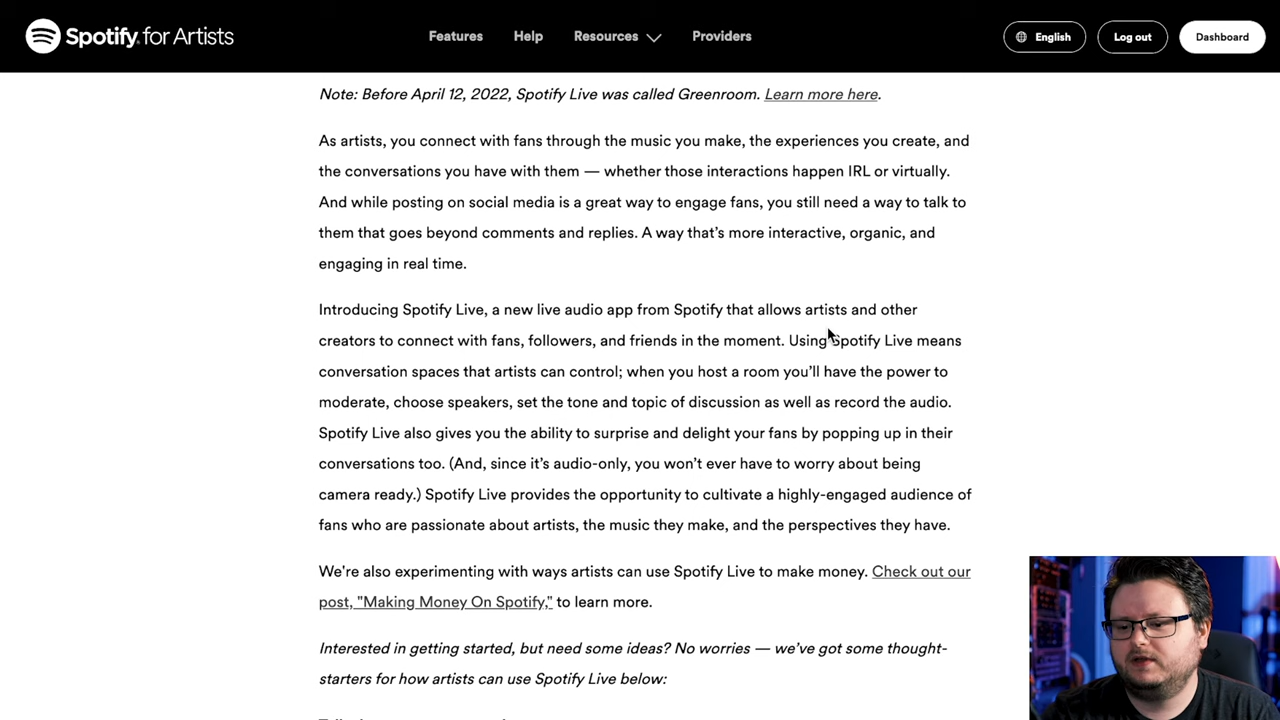 Spotify for Artists
Features Help Resources Providers
English Log out Dashboard
Note: Before April 12, 2022, Spotify Live was called Greenroom. Learn more here.
As artists, you connect with fans through the music you make, the experiences you create, and
the conversations you have with them — whether those interactions happen IRL or virtually.
And while posting on social media is a great way to engage fans, you still need a way to talk to
them that goes beyond comments and replies. A way that’s more interactive, organic, and
engaging in real time.
Introducing Spotify Live, a new live audio app from Spotify that allows artists and other
creators to connect with fans, followers, and friends in the moment. Using Spotify Live means
conversation spaces that artists can control; when you host a room you’ll have the power to
moderate, choose speakers, set the tone and topic of discussion as well as record the audio.
Spotify Live also gives you the ability to surprise and delight your fans by popping up in their
conversations too. (And, since it’s audio-only, you won’t ever have to worry about being
camera ready.) Spotify Live provides the opportunity to cultivate a highly-engaged audience of
fans who are passionate about artists, the music they make, and the perspectives they have.
We're also experimenting with ways artists can use Spotify Live to make money. Check out our
post, "Making Money On Spotify," to learn more.
Interested in getting started, but need some ideas? No worries — we’ve got some thought-
starters for how artists can use Spotify Live below: